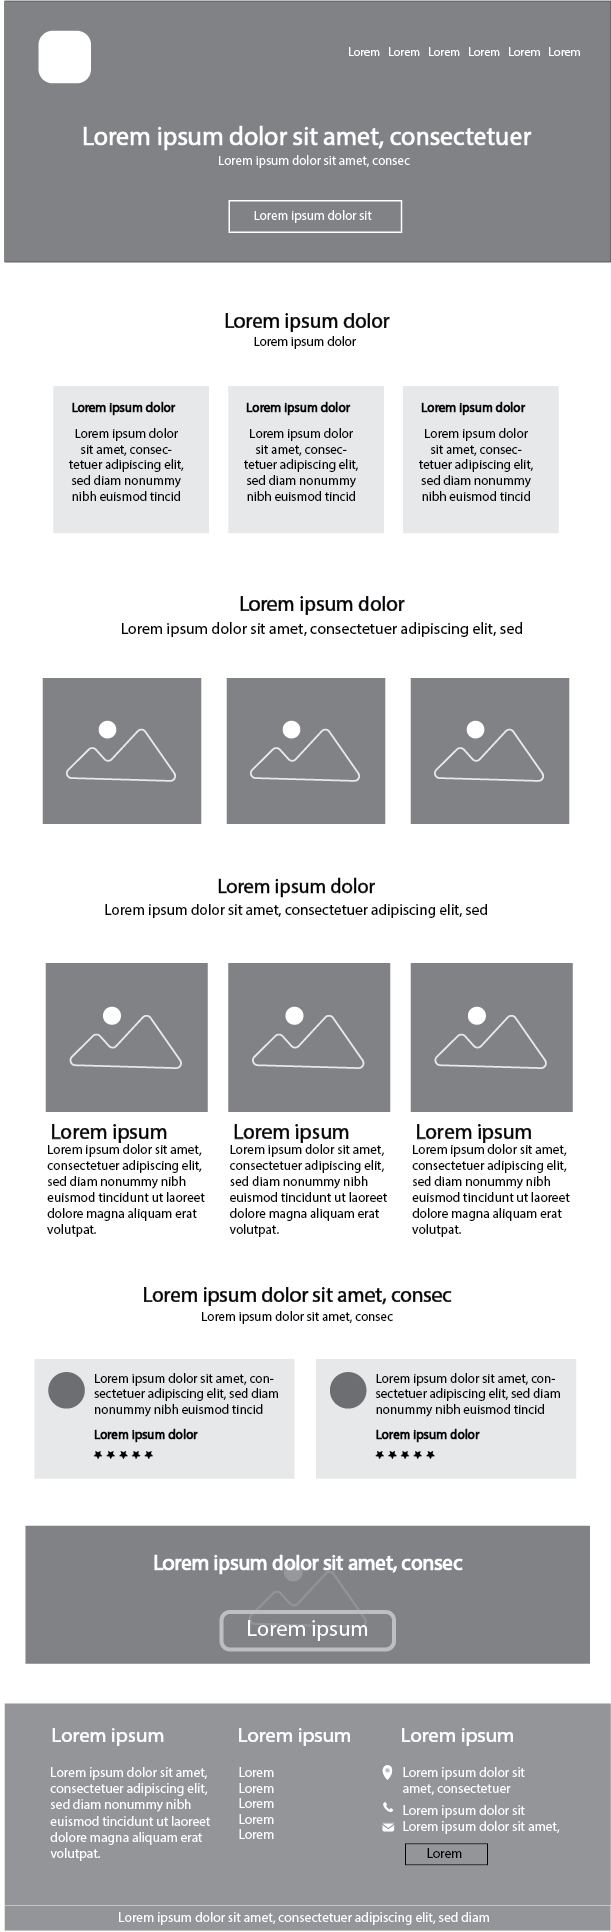 Lorem Lorem Lorem Lorem Lorem Lorem
Lorem ipsum dolor sit amet, consectetuer
Lorem ipsum dolor sit amet, consec
Lorem ipsum dolor sit
Lorem ipsum dolor
Lorem ipsum dolor
Lorem ipsum dolor
Lorem ipsum dolor
sit amet, consec-
tetuer adipiscing elit,
sed diam nonummy
nibh euismod tincid
Lorem ipsum dolor
Lorem ipsum dolor
sit amet, consec-
tetuer adipiscing elit,
sed diam nonummy
nibh euismod tincid
Lorem ipsum dolor
Lorem ipsum dolor
sit amet, consec-
tetuer adipiscing elit,
sed diam nonummy
nibh euismod tincid
Lorem ipsum dolor
Lorem ipsum dolor sit amet, consectetuer adipiscing elit, sed
Lorem ipsum dolor
Lorem ipsum dolor sit amet, consectetuer adipiscing elit, sed
Lorem ipsum
Lorem ipsum dolor sit amet,
consectetuer adipiscing elit,
sed diam nonummy nibh
euismod tincidunt ut laoreet
dolore magna aliquam erat
volutpat.
Lorem ipsum
Lorem ipsum dolor sit amet,
consectetuer adipiscing elit,
sed diam nonummy nibh
euismod tincidunt ut laoreet
dolore magna aliquam erat
volutpat.
Lorem ipsum
Lorem ipsum dolor sit amet,
consectetuer adipiscing elit,
sed diam nonummy nibh
euismod tincidunt ut laoreet
dolore magna aliquam erat
volutpat.
Lorem ipsum dolor sit amet, consec
Lorem ipsum dolor sit amet, consec
Lorem ipsum dolor sit amet, con-
sectetuer adipiscing elit, sed diam
nonummy nibh euismod tincid
Lorem ipsum dolor
Lorem ipsum dolor sit amet, con-
sectetuer adipiscing elit, sed diam
nonummy nibh euismod tincid
Lorem ipsum dolor
Lorem ipsum dolor sit amet, consec
Lorem ipsum
Lorem ipsum
Lorem ipsum dolor sit amet,
consectetuer adipiscing elit,
sed diam nonummy nibh
euismod tincidunt ut laoreet
dolore magna aliquam erat
volutpat.
Lorem ipsum
Lorem
Lorem
Lorem
Lorem
Lorem
Lorem ipsum
Lorem ipsum dolor sit
amet, consectetuer
Lorem ipsum dolor sit
Lorem ipsum dolor sit amet,
Lorem
Lorem ipsum dolor sit amet, consectetuer adipiscing elit, sed diam